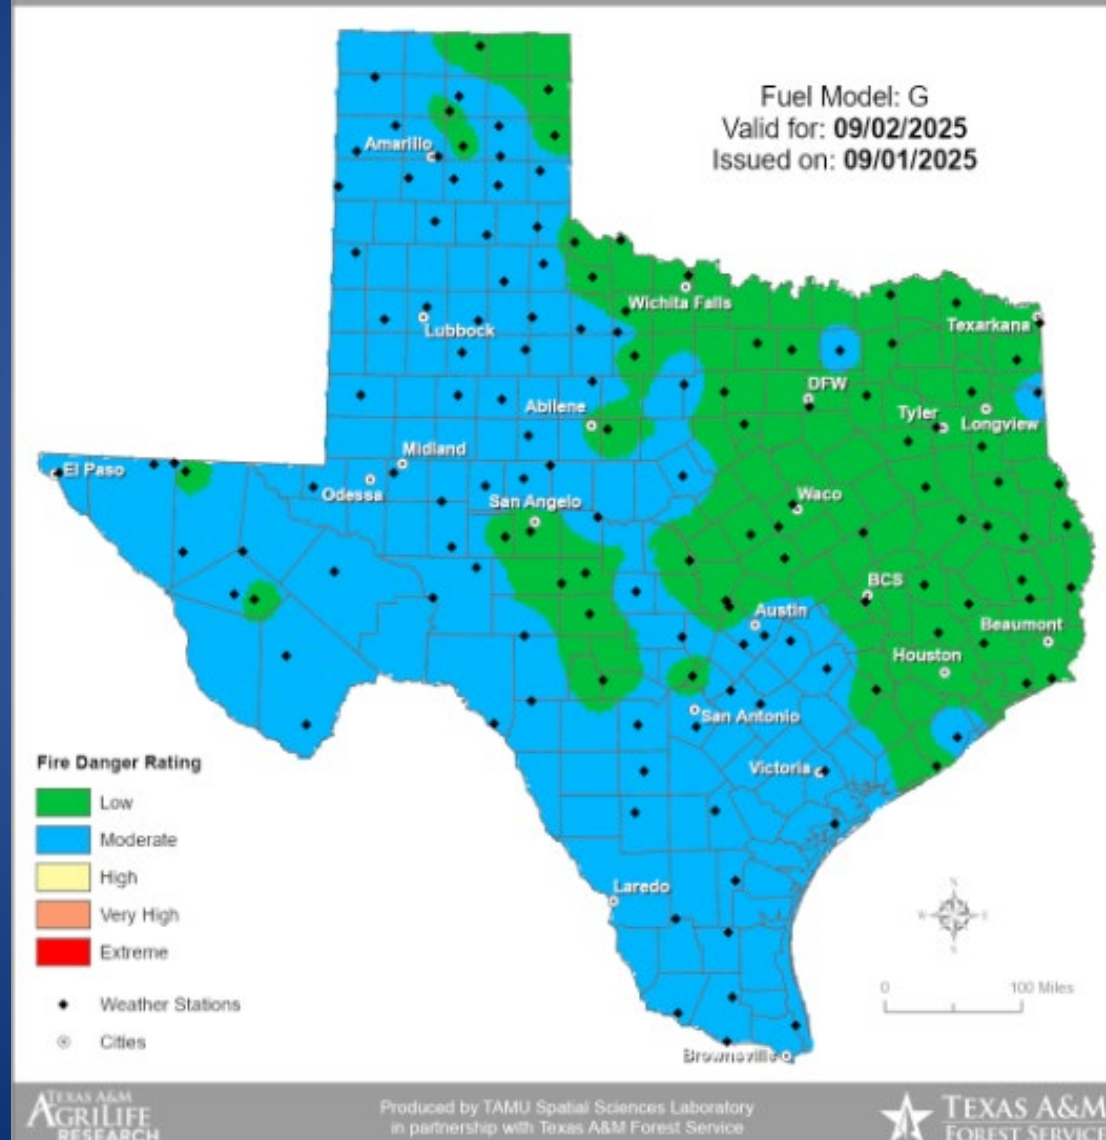 Fuel Model: G
Valid for: 09/02/2025
Issued on: 09/01/2025
Amarillo
Wichita Falls
Lubbock
Texarkana
DFW
Abilene
Tyler
Longview
Midland
El Paso
Odessa
San Angelo
Waco
BCS
Austin
Beaumont
Houston
San Antonio
Victoria
Laredo
Brownsville
Fire Danger Rating
Low
Moderate
High
Very High
Extreme
Weather Stations
Cities
N
W E
S
0 100 Miles
TEXAS A&M
AGRILIFE
RESEARCH
Produced by TAMU Spatial Sciences Laboratory
in partnership with Texas A&M Forest Service
TEXAS A&M
FOREST SERVICE